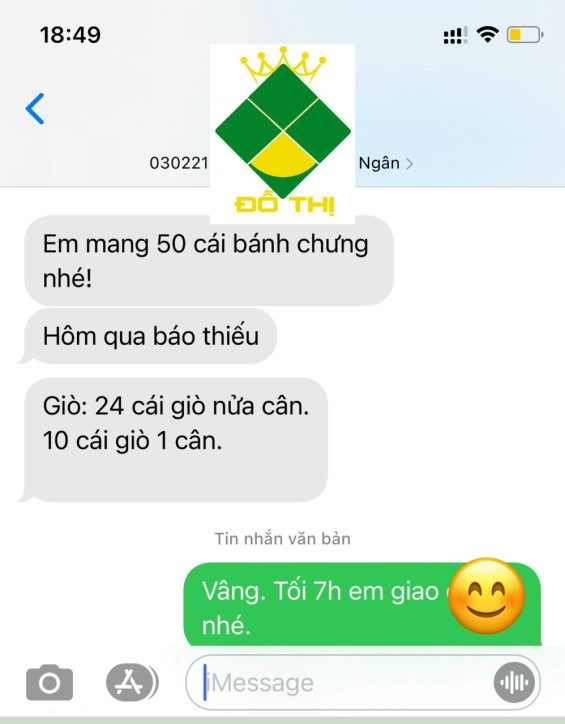 18:49
030221
Ngân
ĐỖ THỊ
Em mang 50 cái bánh chưng
nhé!
Hôm qua báo thiếu
Giò: 24 cái giò nửa cân.
10 cái giò 1 cân.
Tin nhắn văn bản
Vâng. Tối 7h em giao
nhé.
iMessage